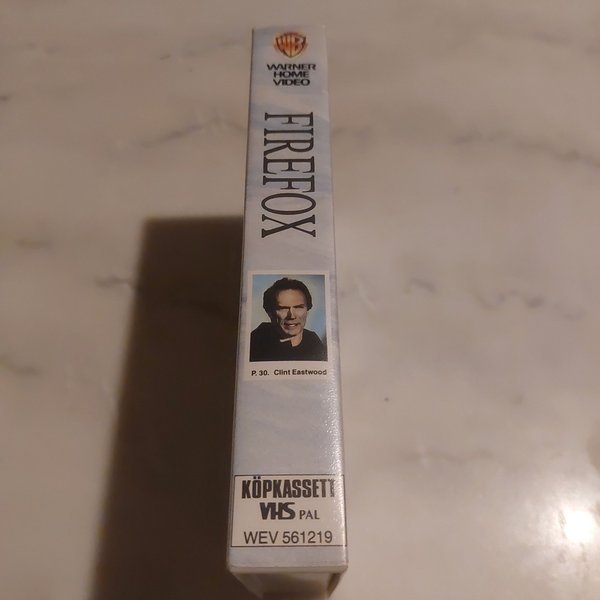 WB
WARNER
HOME
VIDEO
FIREFOX
P. 30. Clint Eastwood
KÖPKASSETT
VHS PAL
WEV 561219